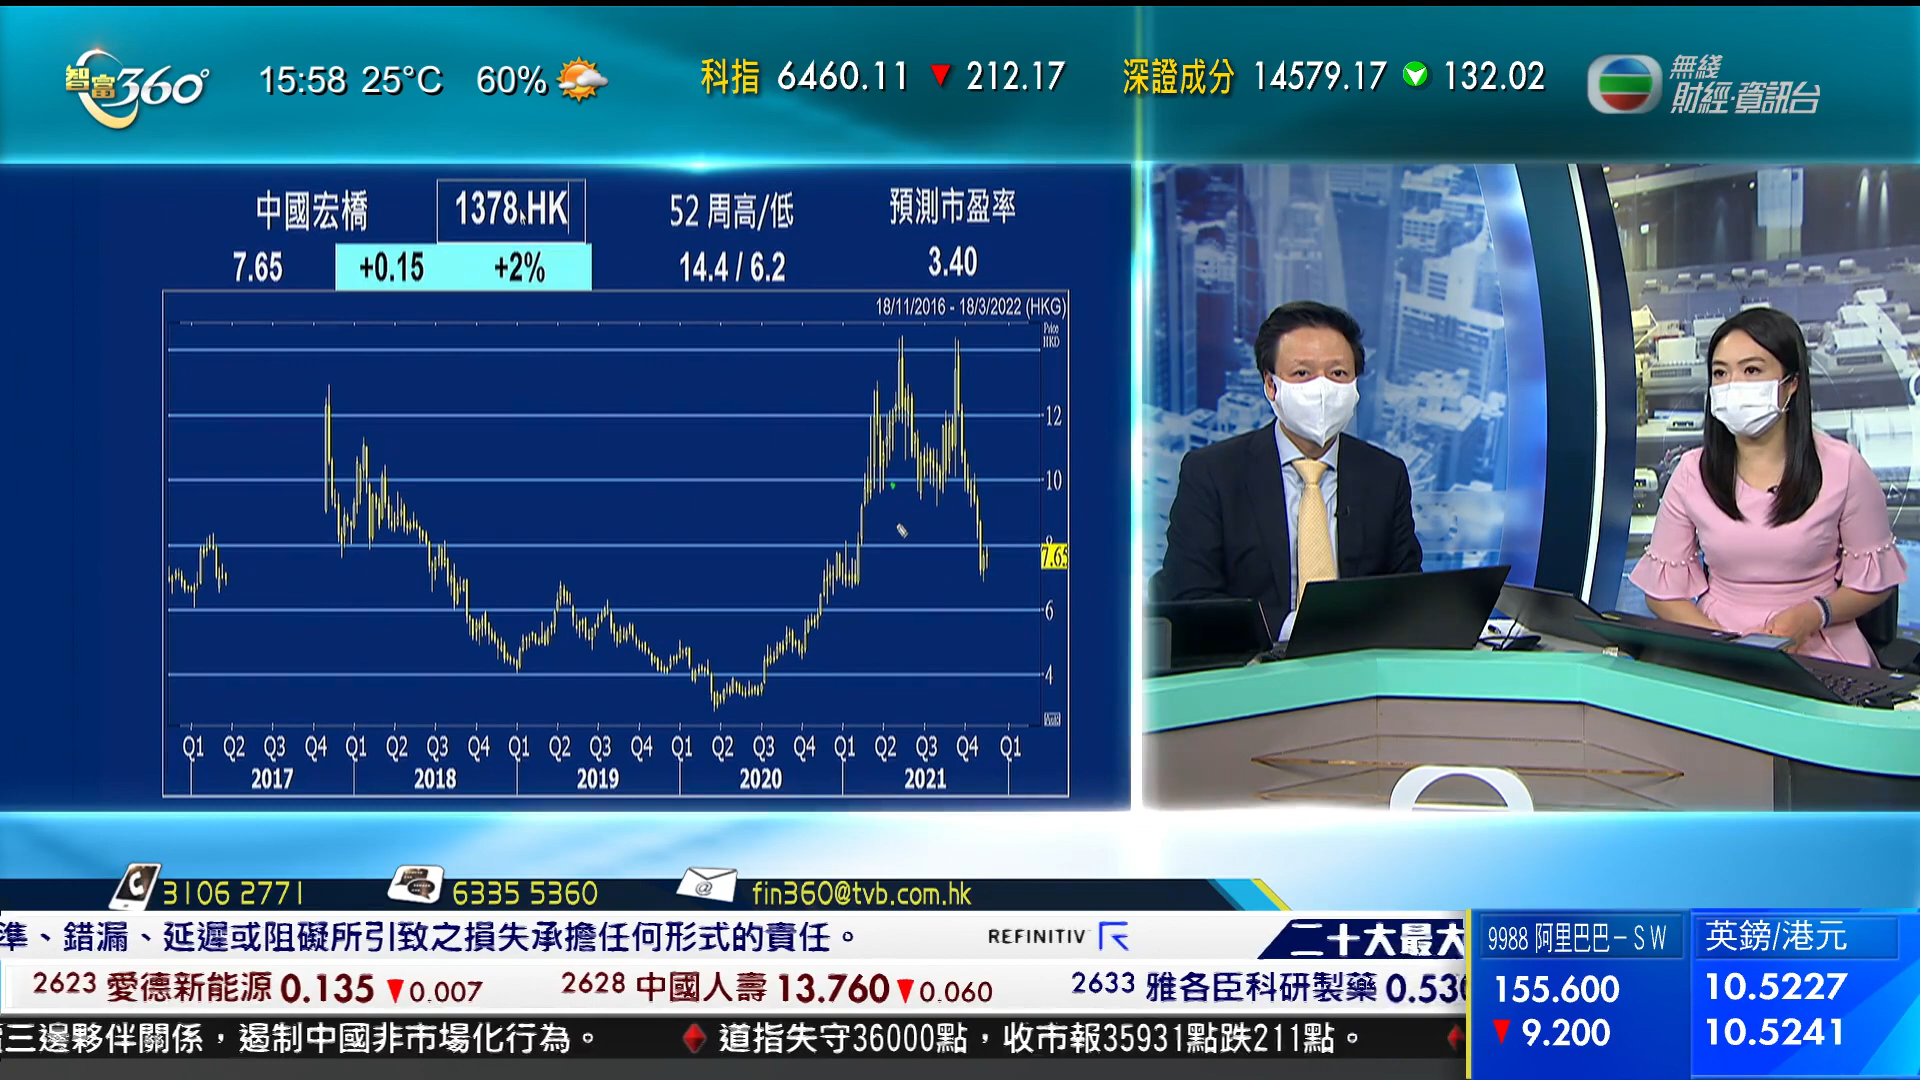 智富360°
15:58 25°C 60%
科指 6460.11 ▼ 212.17
深證成分 14579.17 132.02
無綫
財經·資訊台
中國宏橋 1378.HK 52 周高/低 預測市盈率
7.65 +0.15 +2% 14.4 / 6.2 3.40
18/11/2016 - 18/3/2022 (HKG)
Price
HKD
12
10
8
7.65
6
4
Auto
Q1 Q2 Q3 Q4 Q1 Q2 Q3 Q4 Q1 Q2 Q3 Q4 Q1 Q2 Q3 Q4 Q1 Q2 Q3 Q4 Q1
2017 2018 2019 2020 2021
3106 2771 6335 5360 fin360@tvb.com.hk
準、錯漏、延遲或阻礙所引致之損失承擔任何形式的責任。 REFINITIV 二十大最大
2623 愛德新能源 0.135 ▼0.007 2628 中國人壽 13.760 ▼0.060 2633 雅各臣科研製藥 0.530
三邊夥伴關係，遏制中國非市場化行為。 道指失守36000點，收市報35931點跌211點。
9988 阿里巴巴－ＳＷ
155.600
▼ 9.200
英鎊/港元
10.5227
10.5241